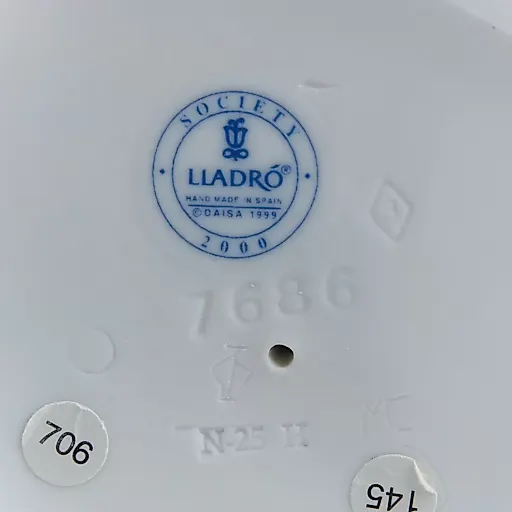 SOCIETY
LLADRÓ®
HAND MADE IN SPAIN
©DAISA 1999
2000
7686
N-25 II
706
145